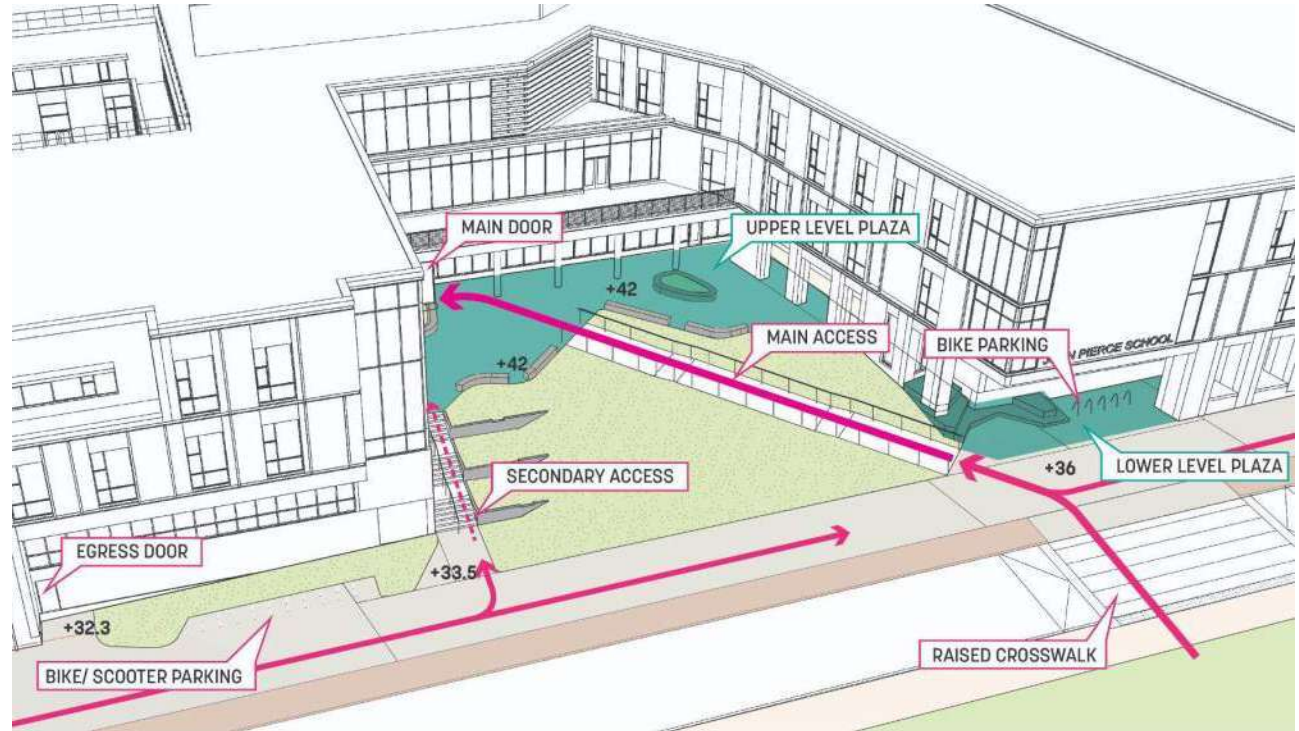 MAIN DOOR
UPPER LEVEL PLAZA
+42
MAIN ACCESS
BIKE PARKING
N PIERCE SCHOOL
+42
SECONDARY ACCESS
+36
LOWER LEVEL PLAZA
EGRESS DOOR
+33.5
+32.3
BIKE/ SCOOTER PARKING
RAISED CROSSWALK